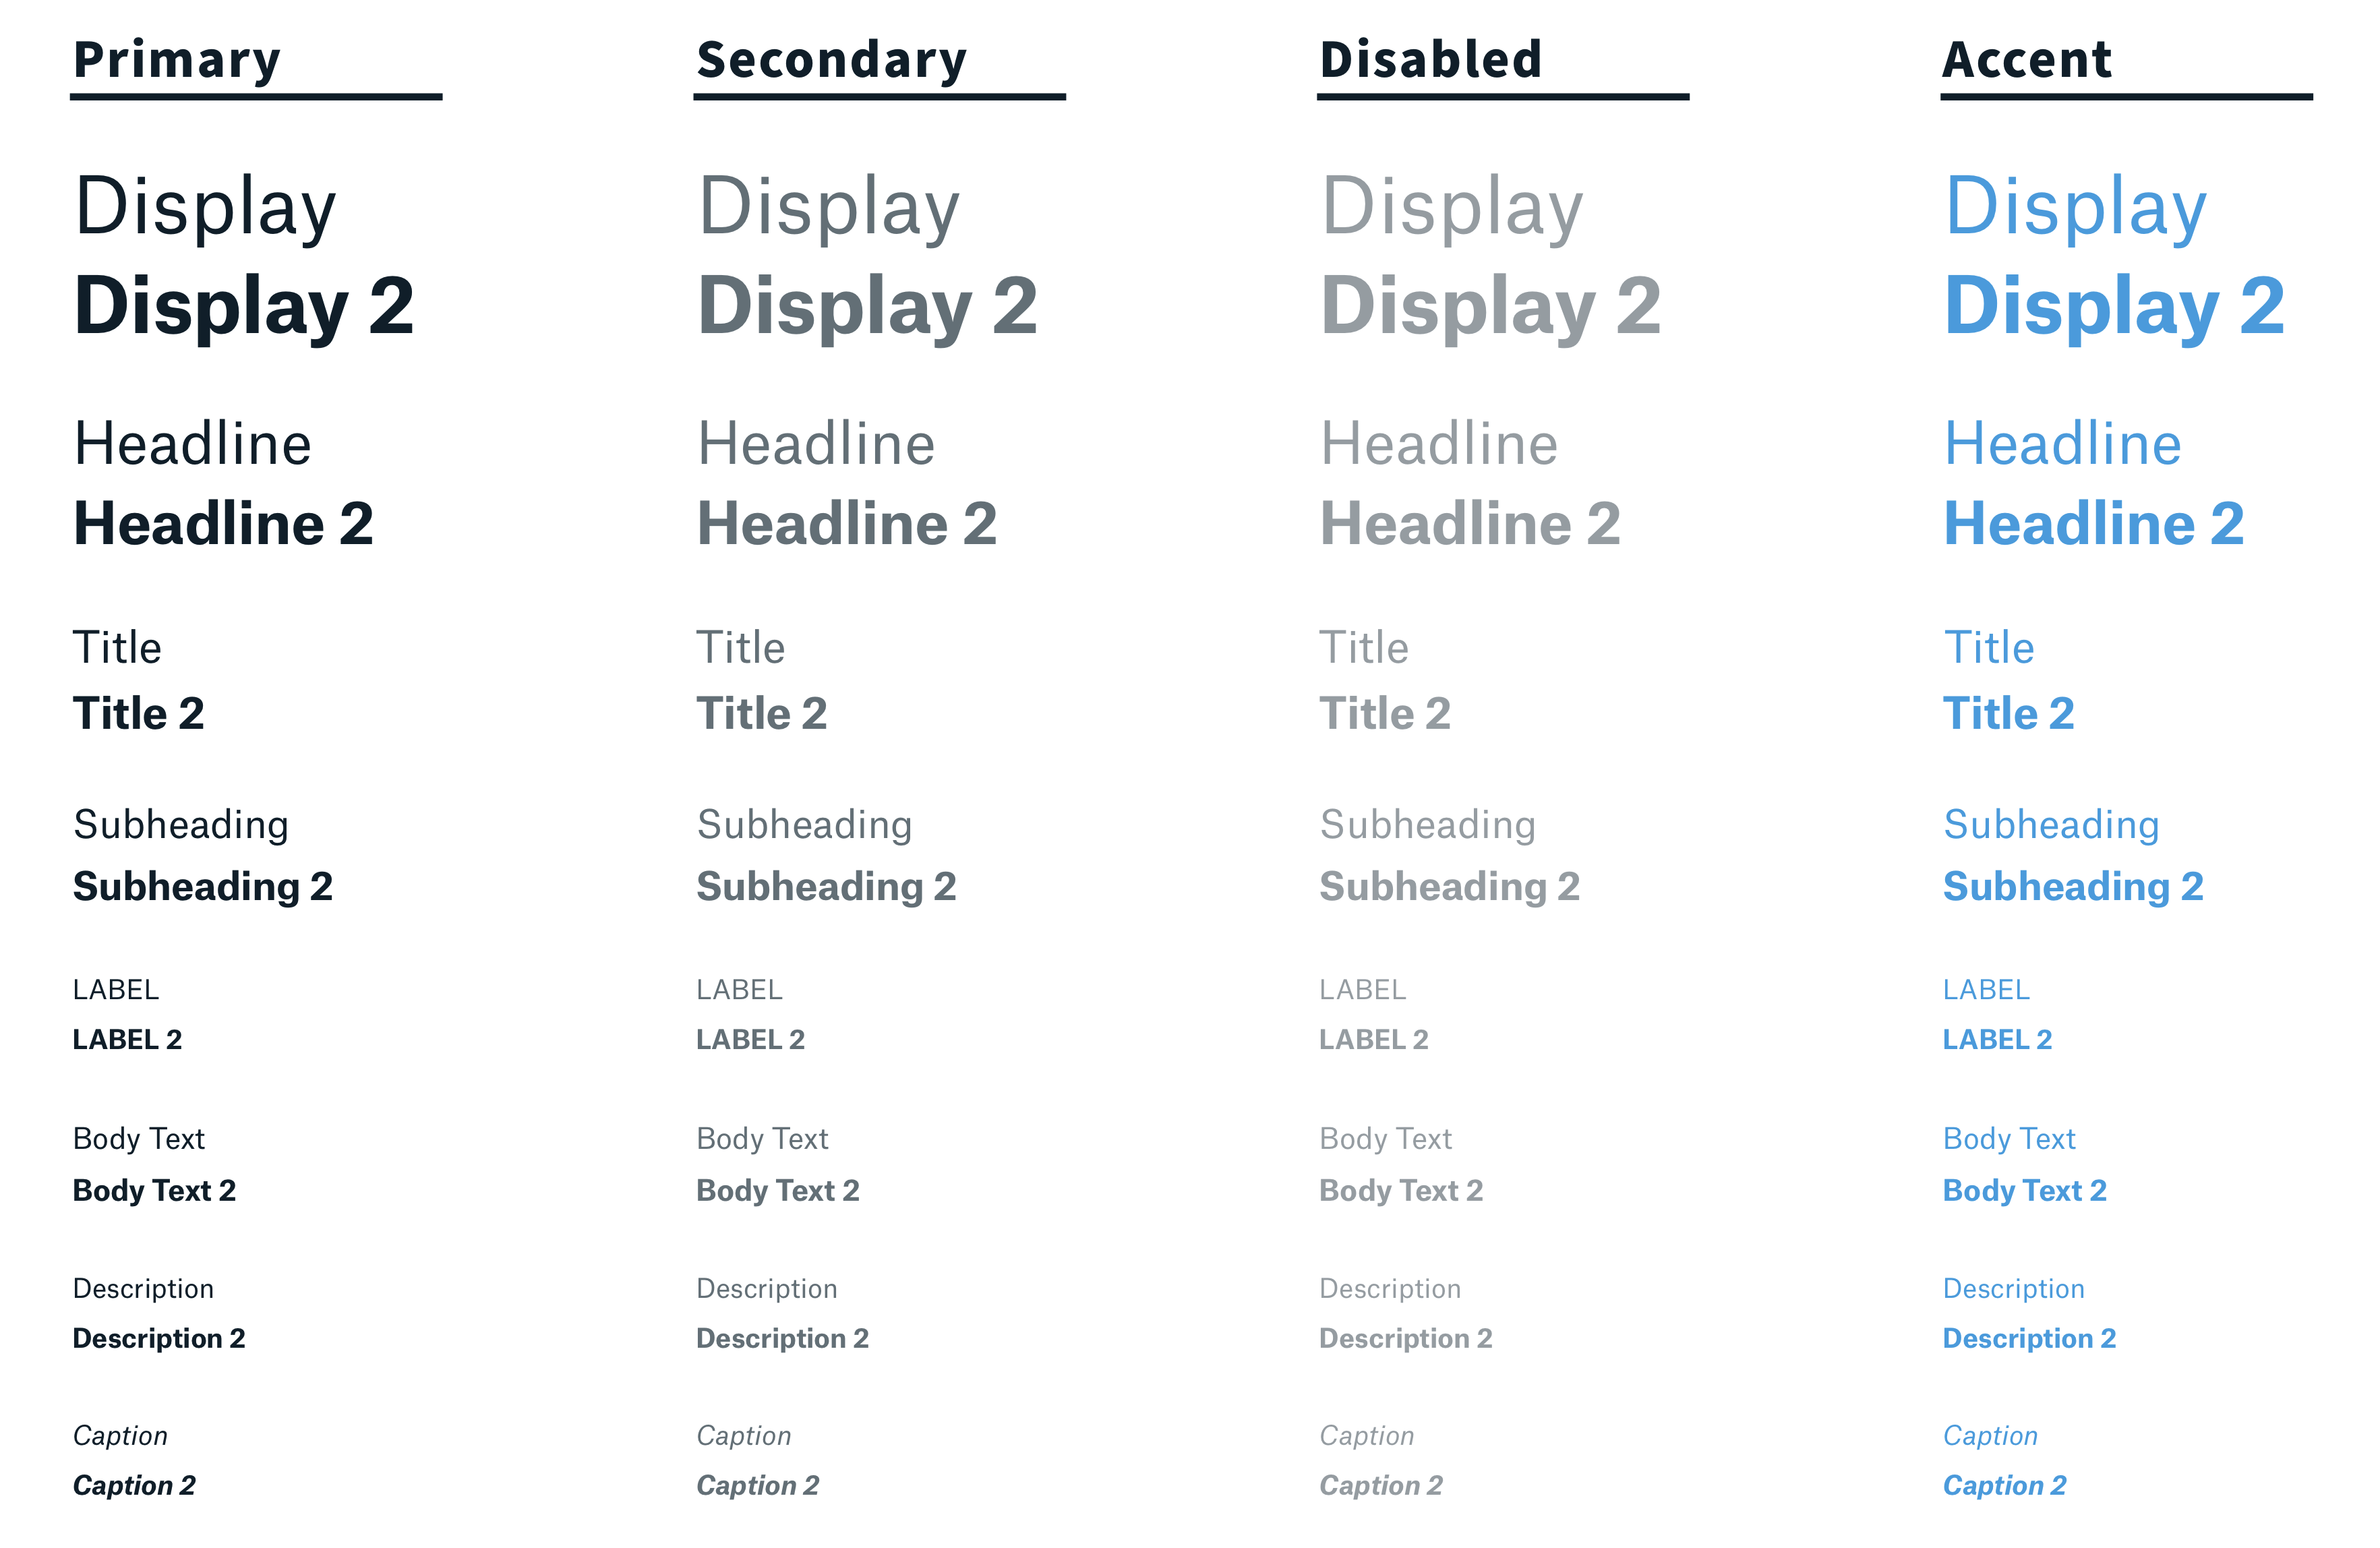 Primary
Secondary
Disabled
Accent
Display
Display
Display
Display
Display 2
Display 2
Display 2
Display 2
Headline
Headline
Headline
Headline
Headline 2
Headline 2
Headline 2
Headline 2
Title
Title
Title
Title
Title 2
Title 2
Title 2
Title 2
Subheading
Subheading
Subheading
Subheading
Subheading 2
Subheading 2
Subheading 2
Subheading 2
LABEL
LABEL
LABEL
LABEL
LABEL 2
LABEL 2
LABEL 2
LABEL 2
Body Text
Body Text
Body Text
Body Text
Body Text 2
Body Text 2
Body Text 2
Body Text 2
Description
Description
Description
Description
Description 2
Description 2
Description 2
Description 2
Caption
Caption
Caption
Caption
Caption 2
Caption 2
Caption 2
Caption 2